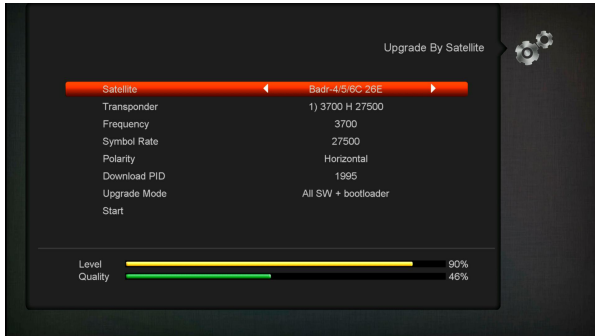 Upgrade By Satellite
Satellite Badr-4/5/6C 26E
Transponder 1) 3700 H 27500
Frequency 3700
Symbol Rate 27500
Polarity Horizontal
Download PID 1995
Upgrade Mode All SW + bootloader
Start
Level 90%
Quality 46%